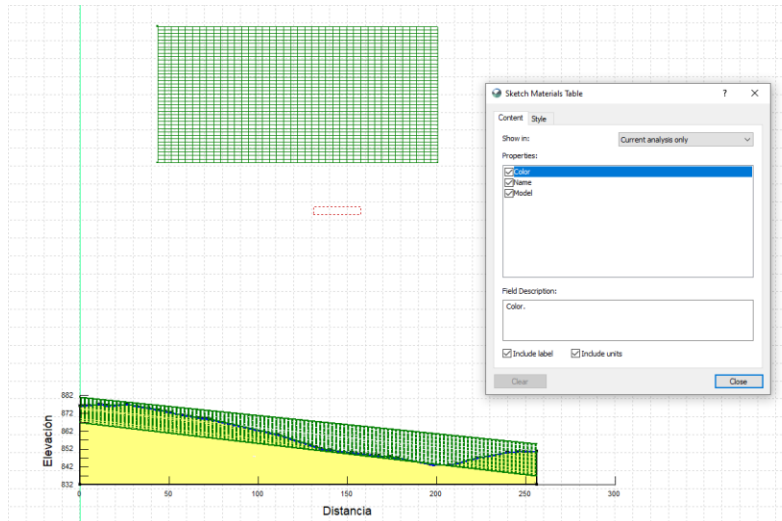 Sketch Materials Table
Content Style
Show in: Current analysis only
Properties:
Color
Name
Model
Field Description:
Color.
Include label Include units
Clear Close
882
872
862
852
842
832
Elevación
0 50 100 150 200 250 300
Distancia